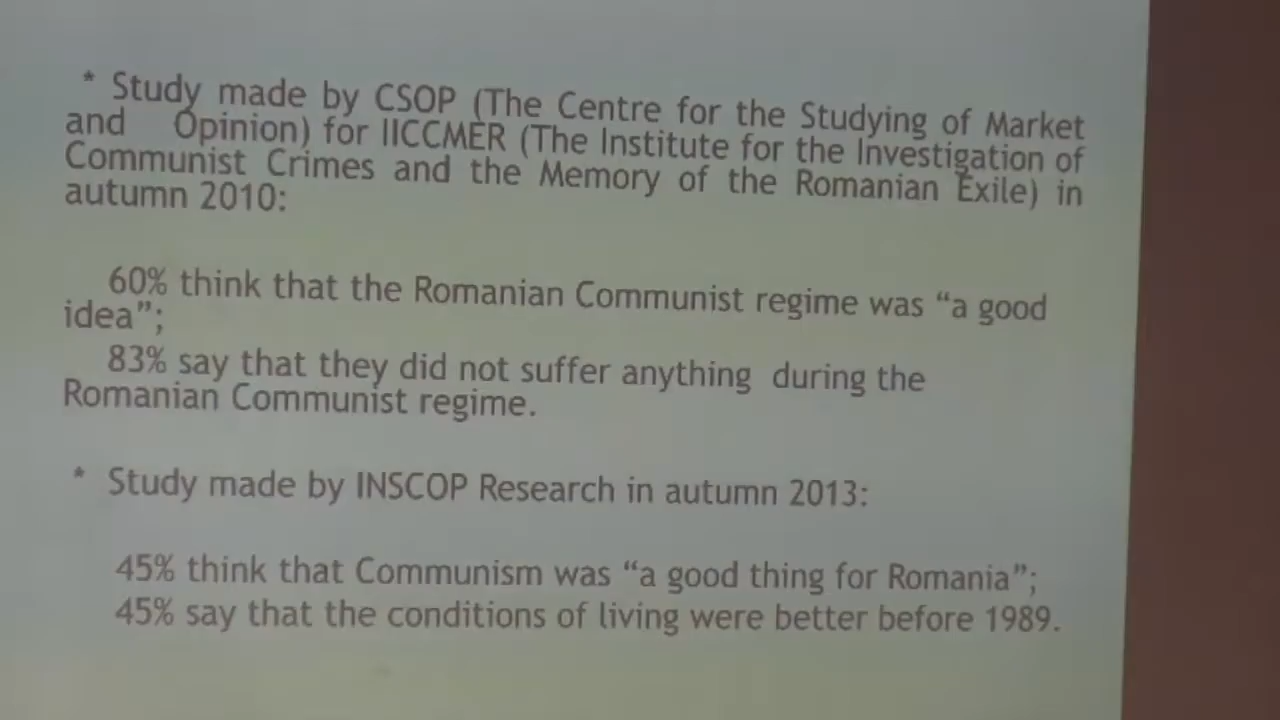 * Study made by CSOP (The Centre for the Studying of Market
and Opinion) for IICCMER (The Institute for the Investigation of
Communist Crimes and the Memory of the Romanian Exile) in
autumn 2010:
60% think that the Romanian Communist regime was “a good
idea”;
83% say that they did not suffer anything during the
Romanian Communist regime.
* Study made by INSCOP Research in autumn 2013:
45% think that Communism was “a good thing for Romania”;
45% say that the conditions of living were better before 1989.